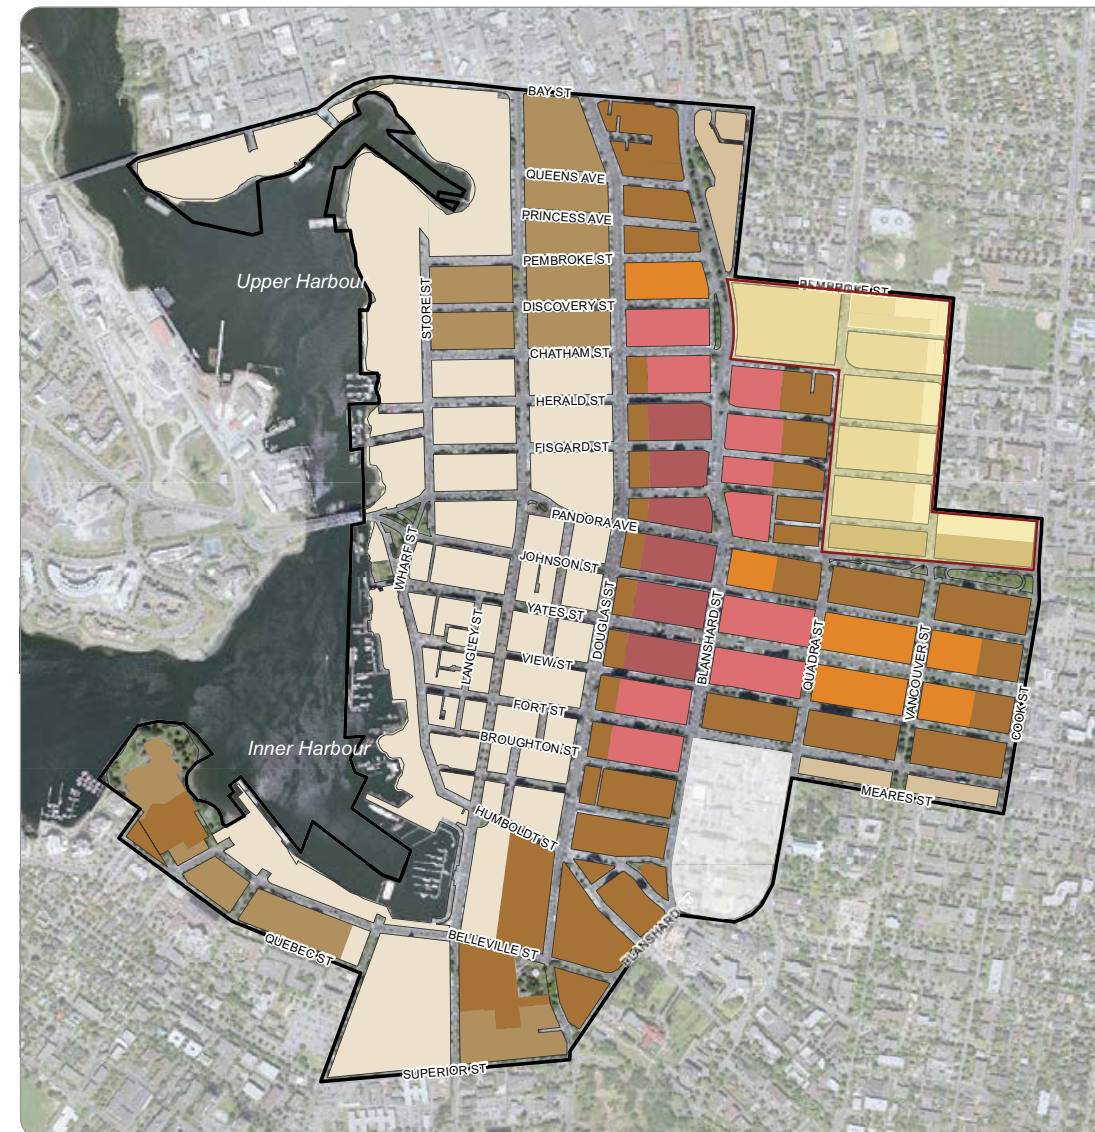 BAY ST
QUEENS AVE
PRINCESS AVE
PEMBROKE ST
Upper Harbour
PEMBROKE ST
STORE ST
DISCOVERY ST
CHATHAM ST
HERALD ST
FISGARD ST
PANDORA AVE
WHARF ST
JOHNSON ST
YATES ST
DOUGLAS ST
BLANSHARD ST
LANGLEY ST
QUADRA ST
VANCOUVER ST
VIEW ST
COOK ST
FORT ST
Inner Harbour
BROUGHTON ST
MEARES ST
HUMBOLDT ST
BELLEVILLE ST
BLANSHARD ST
QUEBEC ST
SUPERIOR ST